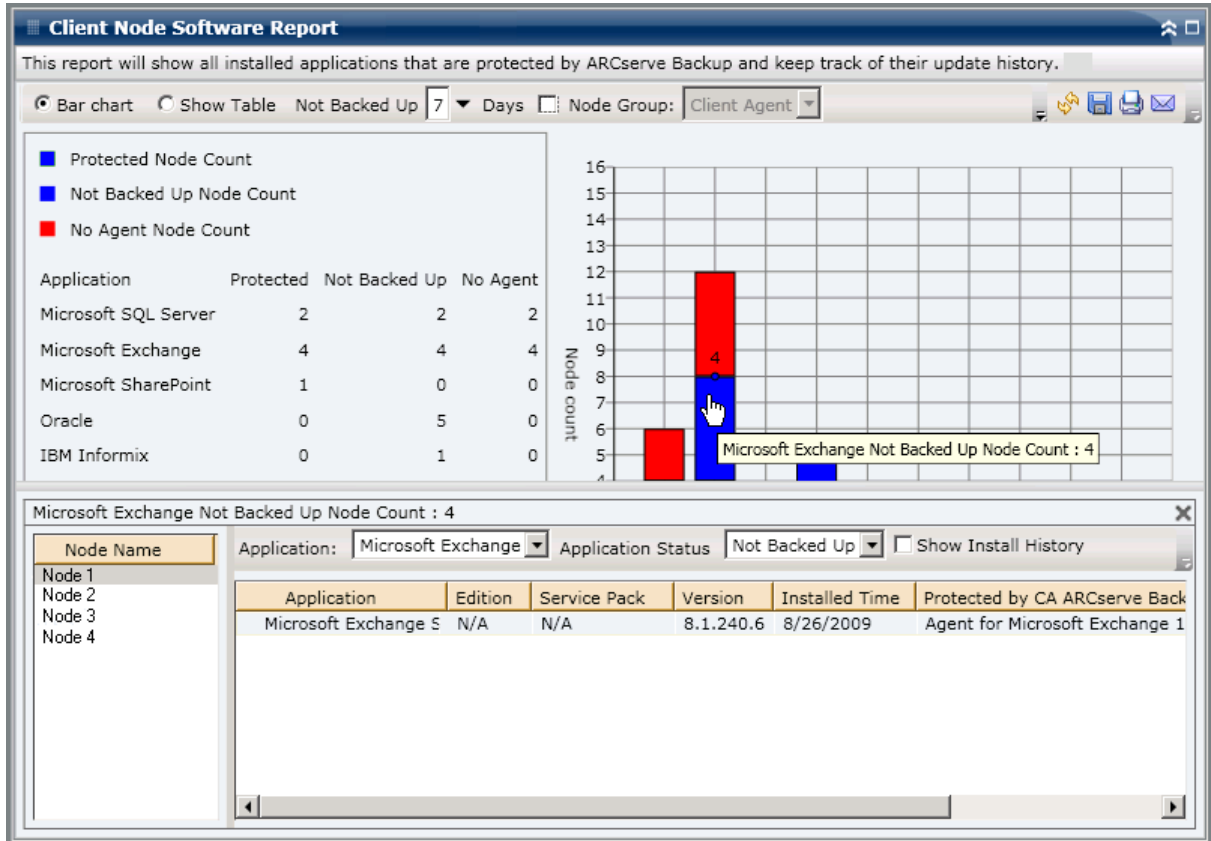 Client Node Software Report
This report will show all installed applications that are protected by ARCserve Backup and keep track of their update history.
Bar chart Show Table Not Backed Up 7 Days Node Group: Client Agent
Protected Node Count
Not Backed Up Node Count
No Agent Node Count
Application Protected Not Backed Up No Agent
Microsoft SQL Server 2 2 2
Microsoft Exchange 4 4 4
Microsoft SharePoint 1 0 0
Oracle 0 5 0
IBM Informix 0 1 0
16
15
14
13
12
11
10
9
8
7
6
5
4
Node count
4
Microsoft Exchange Not Backed Up Node Count : 4
Microsoft Exchange Not Backed Up Node Count : 4
Node Name
Node 1
Node 2
Node 3
Node 4
Application: Microsoft Exchange Application Status Not Backed Up Show Install History
Application Edition Service Pack Version Installed Time Protected by CA ARCserve Back
Microsoft Exchange S N/A N/A 8.1.240.6 8/26/2009 Agent for Microsoft Exchange 1